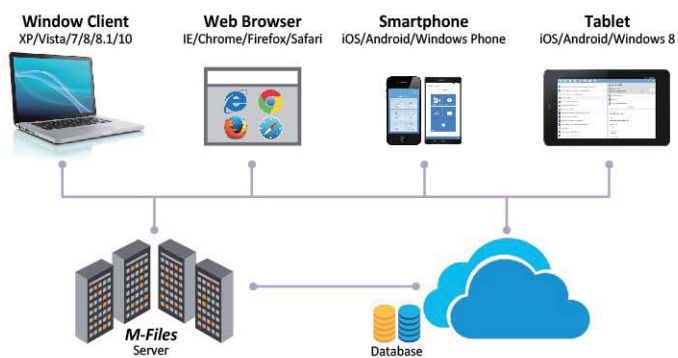 Window Client
XP/Vista/7/8/8.1/10
Web Browser
IE/Chrome/Firefox/Safari
Smartphone
iOS/Android/Windows Phone
Tablet
iOS/Android/Windows 8
M-Files
Server
Database